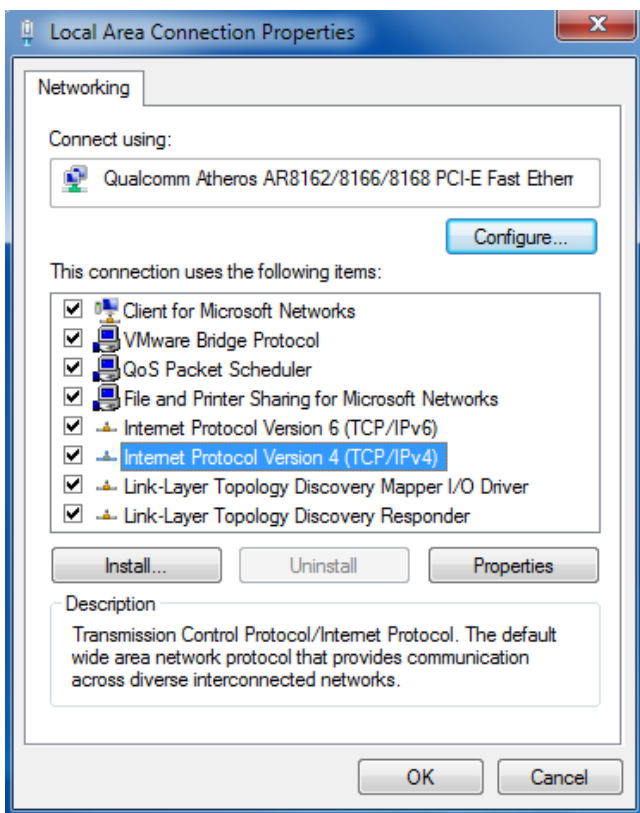 Local Area Connection Properties
Networking
Connect using:
Qualcomm Atheros AR8162/8166/8168 PCI-E Fast Ethern
Configure...
This connection uses the following items:
Client for Microsoft Networks
VMware Bridge Protocol
QoS Packet Scheduler
File and Printer Sharing for Microsoft Networks
Internet Protocol Version 6 (TCP/IPv6)
Internet Protocol Version 4 (TCP/IPv4)
Link-Layer Topology Discovery Mapper I/O Driver
Link-Layer Topology Discovery Responder
Install... Uninstall Properties
Description
Transmission Control Protocol/Internet Protocol. The default
wide area network protocol that provides communication
across diverse interconnected networks.
OK Cancel